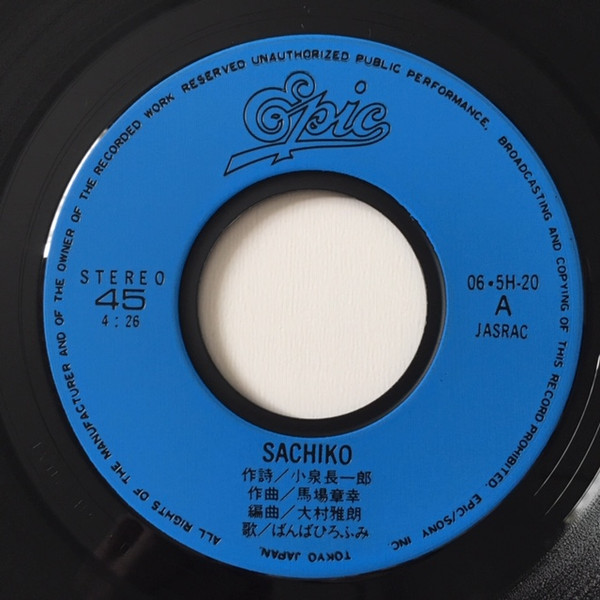 ALL RIGHTS OF THE MANUFACTURER AND OF THE OWNER OF THE RECORDED WORK RESERVED UNAUTHORIZED PUBLIC PERFORMANCE, BROADCASTING AND COPYING OF THIS RECORD PROHIBITED. EPIC/SONY INC. TOKYO JAPAN.
Epic
STEREO
45
4:26
06・5H-20
A
JASRAC
SACHIKO
作詩／小泉長一郎
作曲／馬場章幸
編曲／大村雅朗
歌／ばんばひろふみ